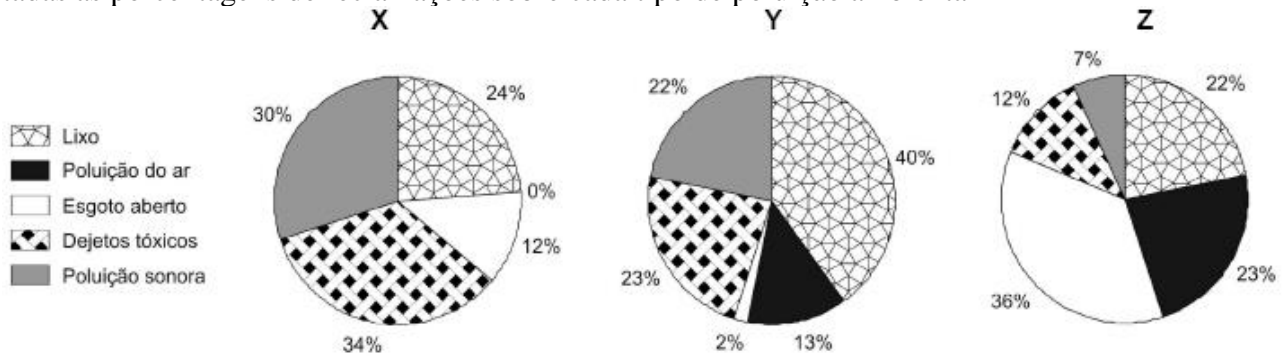 X Y Z
Lixo
Poluição do ar
Esgoto aberto
Dejetos tóxicos
Poluição sonora
30%
24%
0%
12%
34%
22%
40%
23%
2%
13%
7%
12%
22%
36%
23%